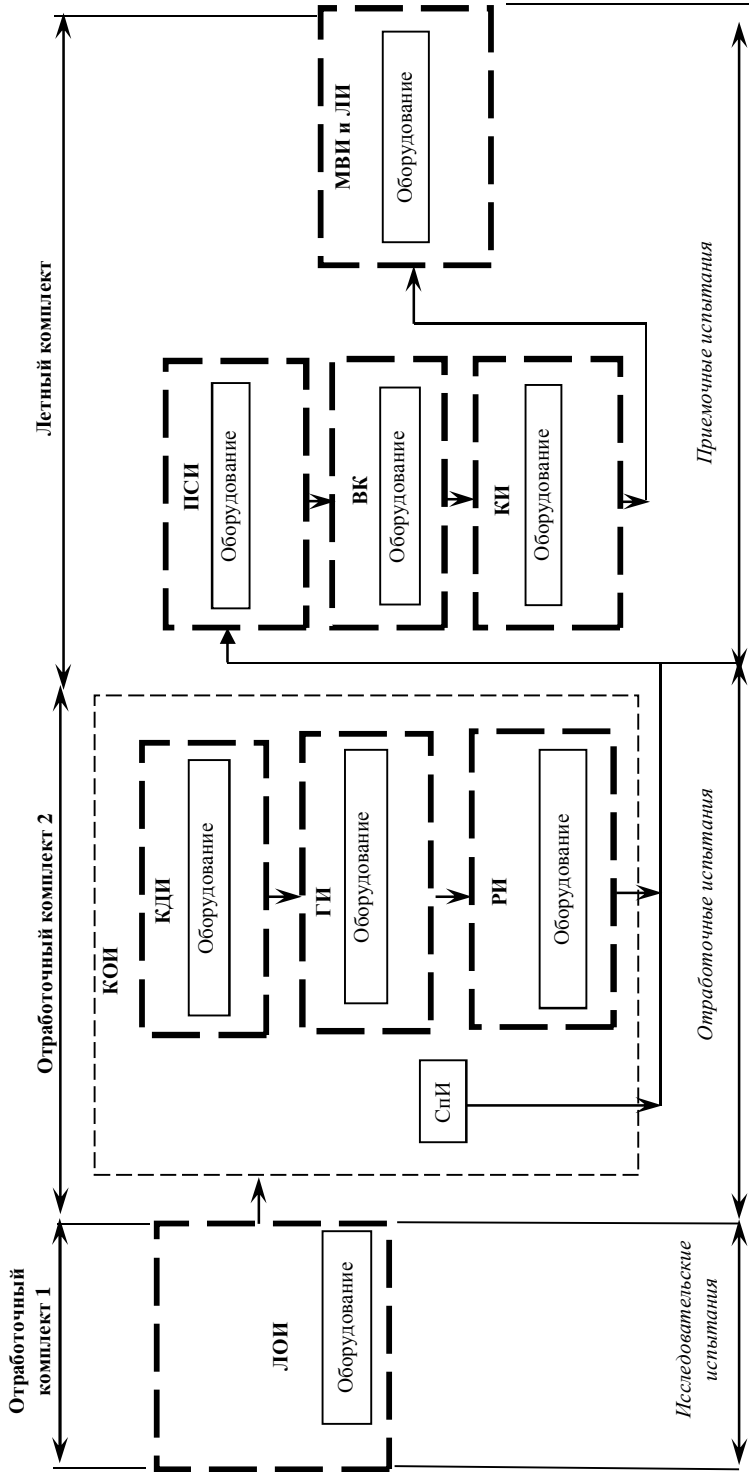 Отработочный
комплект 1
Отработочный комплект 2
Летный комплект
ЛОИ
Оборудование
КОИ
КДИ
Оборудование
ГИ
Оборудование
РИ
Оборудование
СпИ
ПСИ
Оборудование
ВК
Оборудование
КИ
Оборудование
МВИ и ЛИ
Оборудование
Исследовательские
испытания
Отработочные испытания
Приемочные испытания